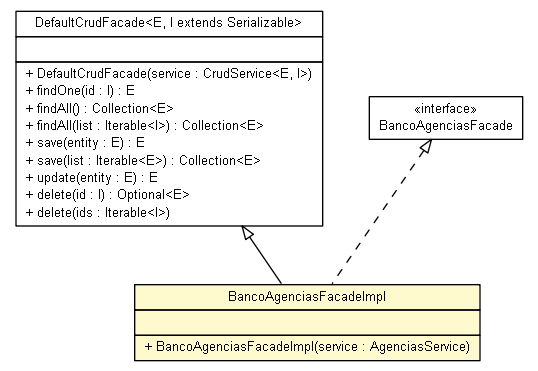 DefaultCrudFacade<E, I extends Serializable>
+ DefaultCrudFacade(service : CrudService<E, I>)
+ findOne(id : I) : E
+ findAll() : Collection<E>
+ findAll(list : Iterable<I>) : Collection<E>
+ save(entity : E) : E
+ save(list : Iterable<E>) : Collection<E>
+ update(entity : E) : E
+ delete(id : I) : Optional<E>
+ delete(ids : Iterable<I>)
«interface»
BancoAgenciasFacade
BancoAgenciasFacadeImpl
+ BancoAgenciasFacadeImpl(service : AgenciasService)